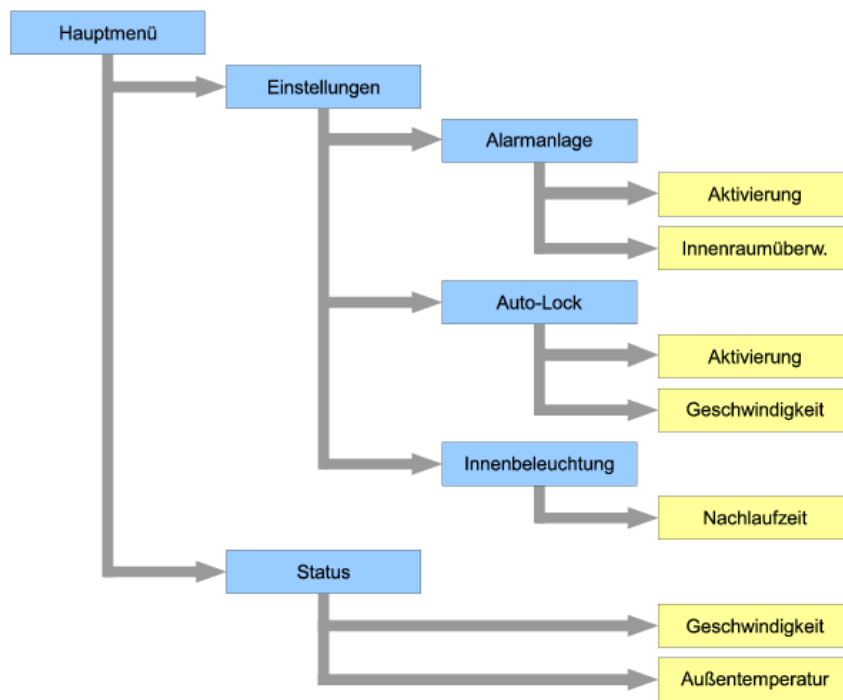 Hauptmenü
Einstellungen
Alarmanlage
Aktivierung
Innenraumüberw.
Auto-Lock
Aktivierung
Geschwindigkeit
Innenbeleuchtung
Nachlaufzeit
Status
Geschwindigkeit
Außentemperatur